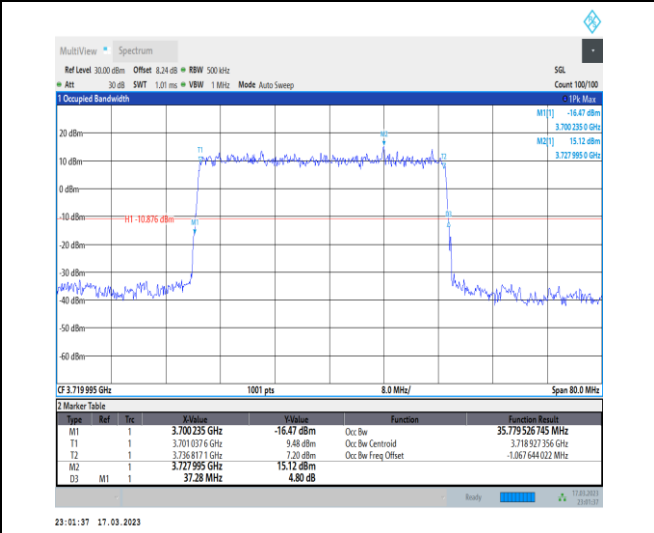 MultiView Spectrum
Ref Level 30.00 dBm Offset 8.24 dB RBW 500 kHz SGL
Att 30 dB SWT 1.01 ms VBW 1 MHz Mode Auto Sweep Count 100/100
1 Occupied Bandwidth 1Pk Max
M1[1] -16.47 dBm
3.700 235 0 GHz
20 dBm M2 M2[1] 15.12 dBm
T1 T2 3.727 995 0 GHz
10 dBm
0 dBm
-10 dBm H1 -10.876 dBm M1 D3
-20 dBm
-30 dBm
-40 dBm
-50 dBm
-60 dBm
CF 3.719 995 GHz 1001 pts 8.0 MHz/ Span 80.0 MHz
2 Marker Table
Type Ref Trc X-Value Y-Value Function Function Result
M1 1 3.700 235 GHz -16.47 dBm Occ Bw 35.779 526 745 MHz
T1 1 3.701 037 6 GHz 9.48 dBm Occ Bw Centroid 3.718 927 356 GHz
T2 1 3.736 817 1 GHz 7.20 dBm Occ Bw Freq Offset -1.067 644 022 MHz
M2 1 3.727 995 GHz 15.12 dBm
D3 M1 1 37.28 MHz 4.80 dB
Ready 17.03.2023
23:01:37
23:01:37 17.03.2023